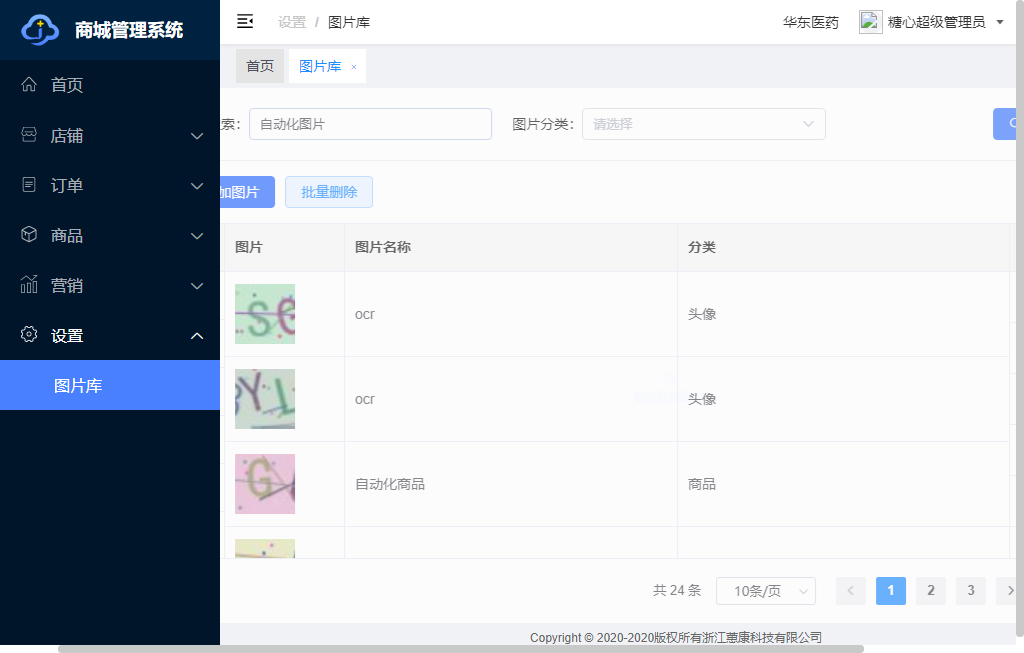 商城管理系统
设置 / 图片库
华东医药
糖心超级管理员
首页
图片库 ×
首页
店铺
订单
商品
营销
设置
图片库
索：
自动化图片
图片分类：
请选择
加图片
批量删除
图片
图片名称
分类
ocr
头像
ocr
头像
自动化商品
商品
共 24 条
10条/页
1
2
3
Copyright © 2020-2020版权所有浙江蒽康科技有限公司